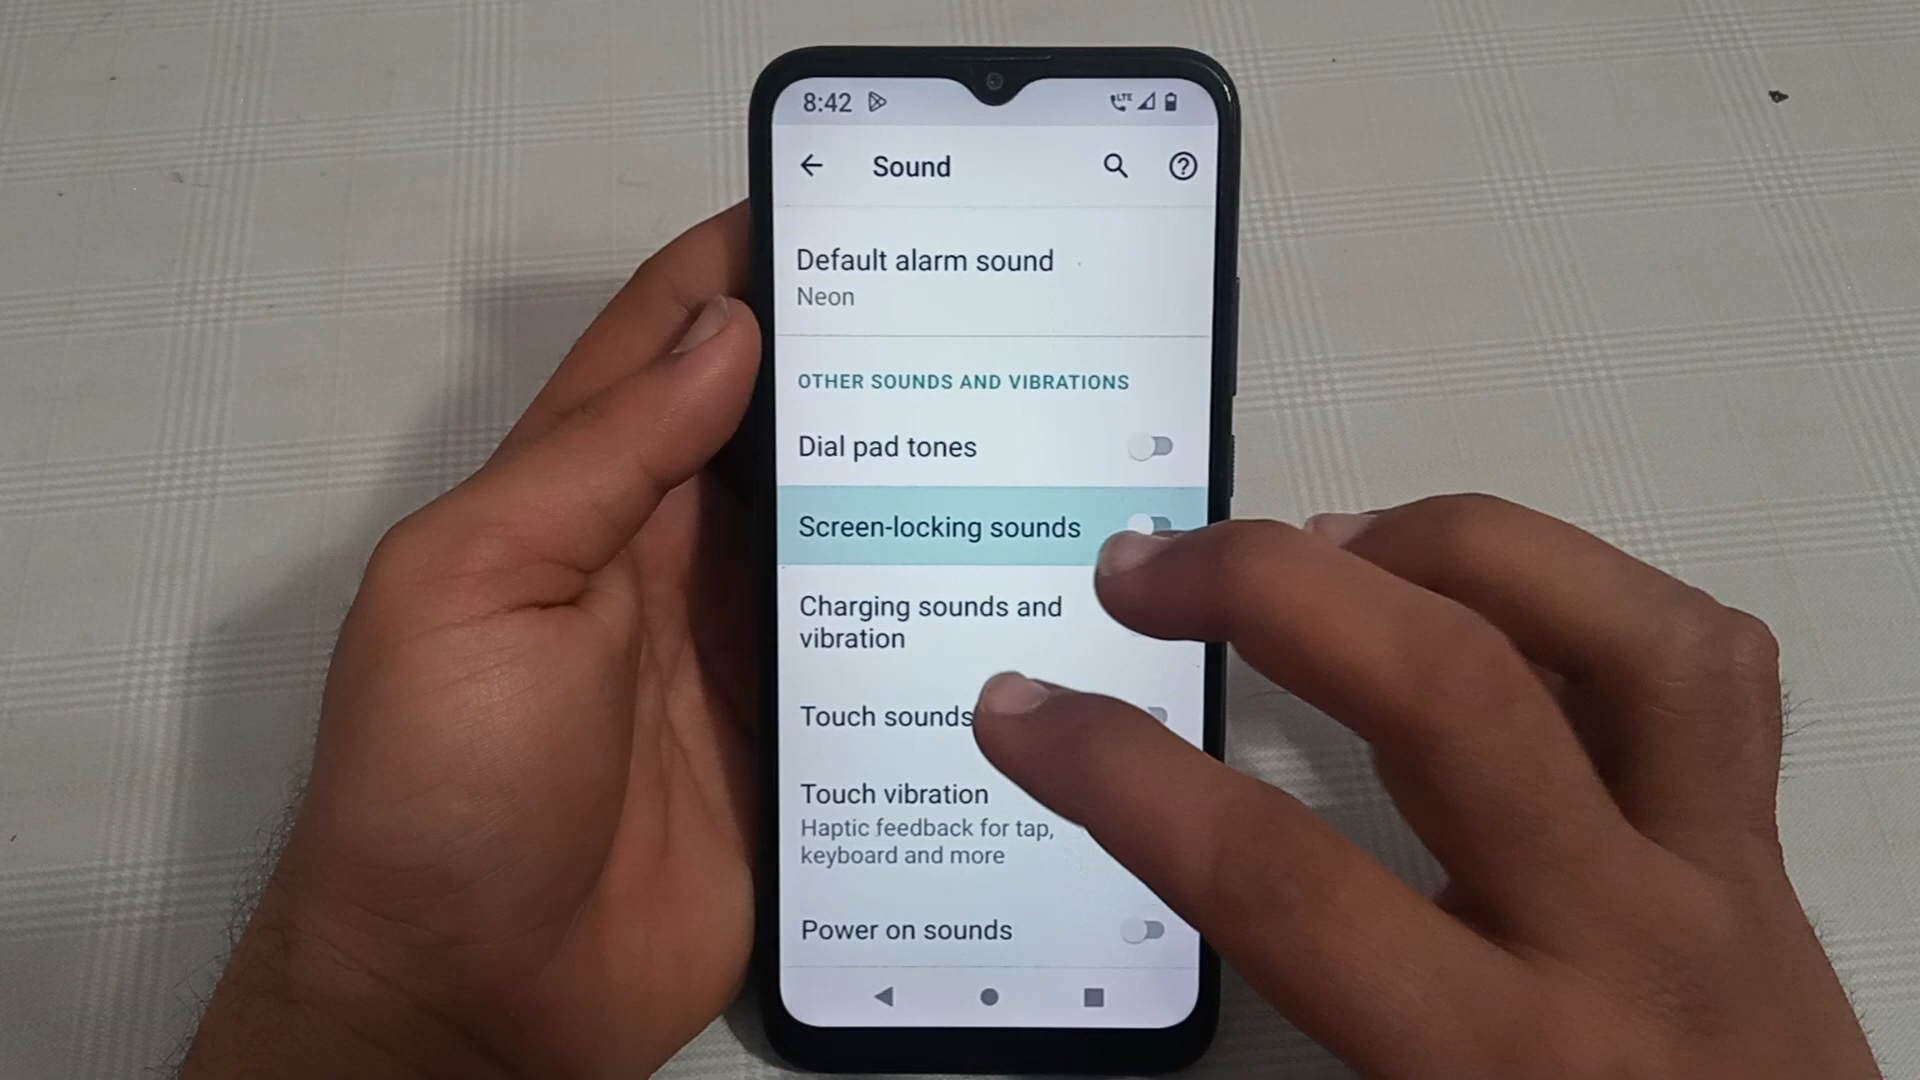 8:42
LTE
Sound
Default alarm sound
Neon
OTHER SOUNDS AND VIBRATIONS
Dial pad tones
Screen-locking sounds
Charging sounds and
vibration
Touch sounds
Touch vibration
Haptic feedback for tap,
keyboard and more
Power on sounds